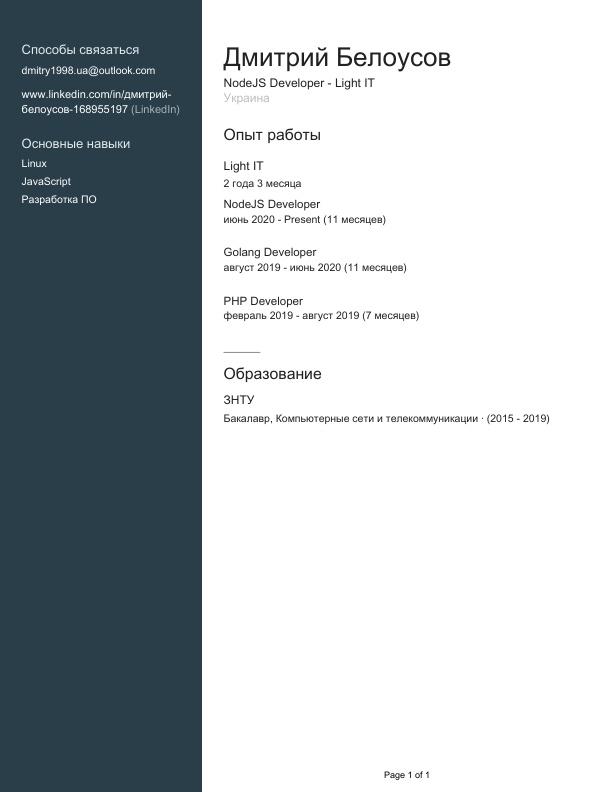 Способы связаться
dmitry1998.ua@outlook.com
www.linkedin.com/in/дмитрий-
белоусов-168955197 (LinkedIn)
Основные навыки
Linux
JavaScript
Разработка ПО
Дмитрий Белоусов
NodeJS Developer - Light IT
Украина
Опыт работы
Light IT
2 года 3 месяца
NodeJS Developer
июнь 2020 - Present (11 месяцев)
Golang Developer
август 2019 - июнь 2020 (11 месяцев)
PHP Developer
февраль 2019 - август 2019 (7 месяцев)
Образование
ЗНТУ
Бакалавр, Компьютерные сети и телекоммуникации · (2015 - 2019)
Page 1 of 1